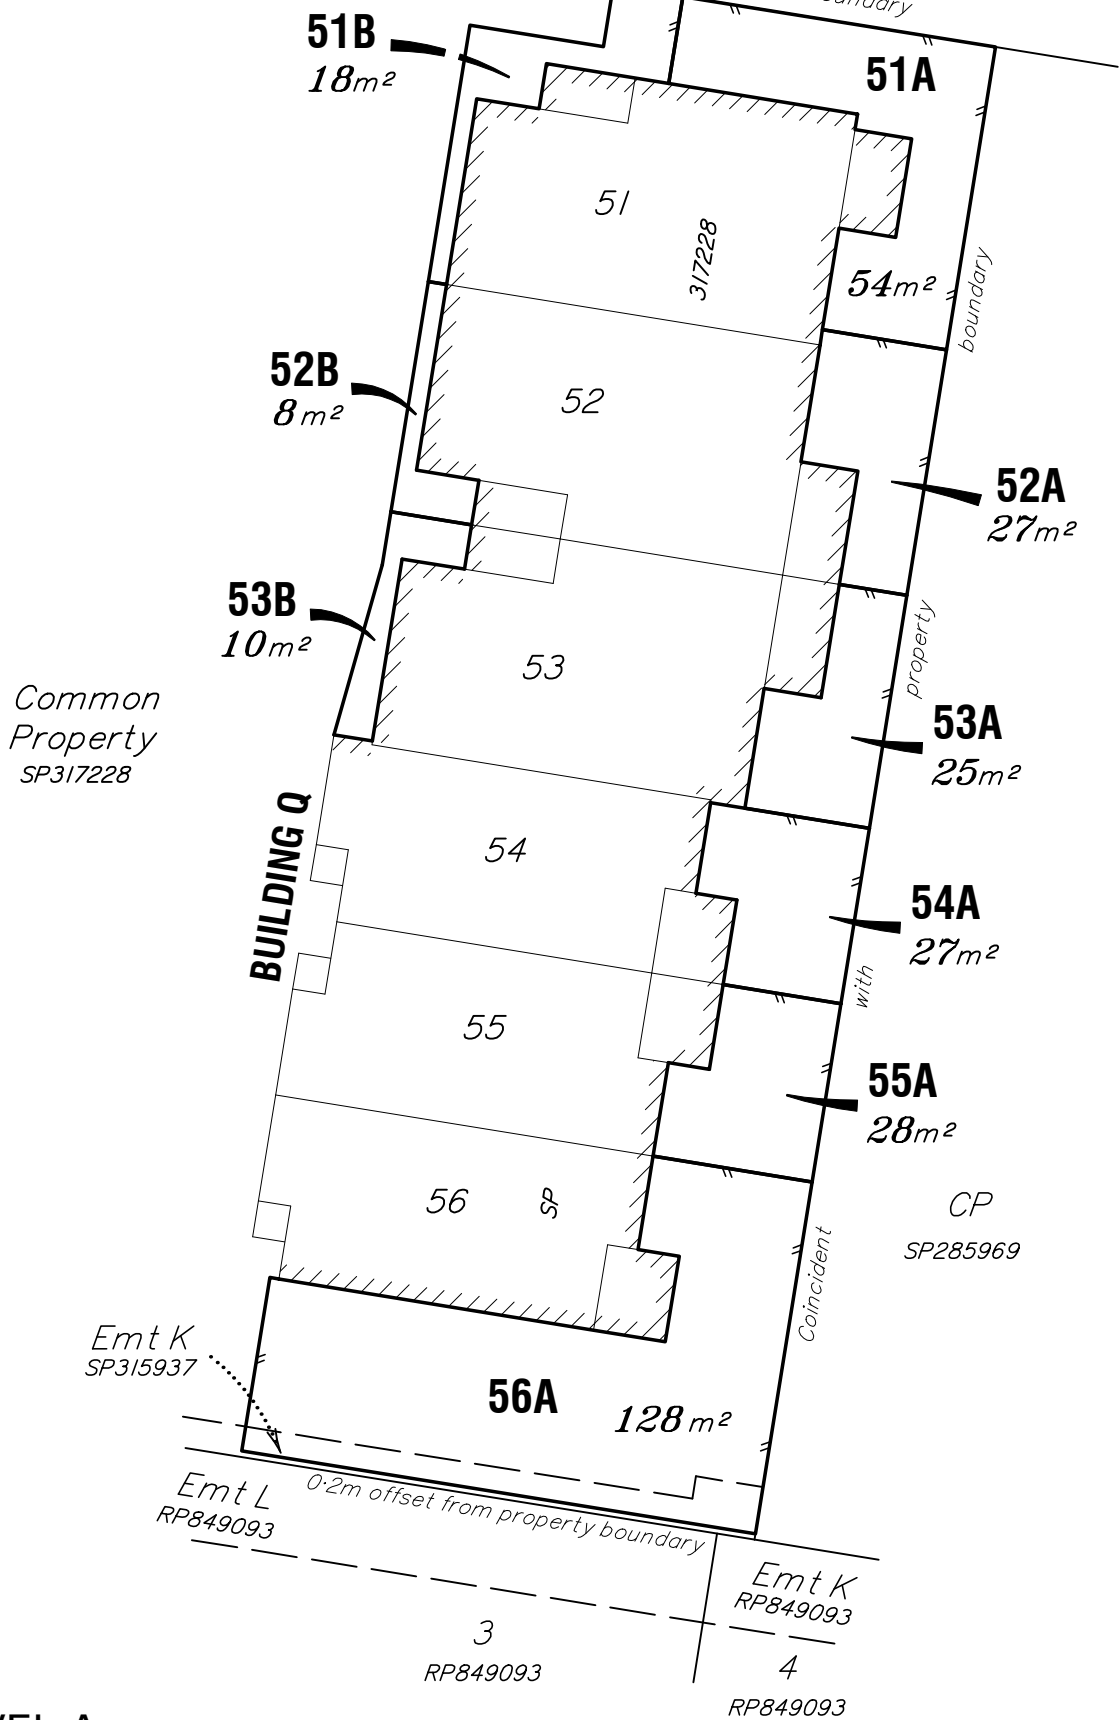 boundary
51B
18m²
51A
51
317228
54m²
boundary
52B
8m²
52
52A
27m²
53B
10m²
53
property
Common
Property
SP317228
53A
25m²
BUILDING Q
54
54A
27m²
with
55
55A
28m²
56
SP
CP
SP285969
Coincident
Emt K
SP315937
56A
128m²
Emt L
RP849093
0·2m offset from property boundary
Emt K
RP849093
3
RP849093
4
RP849093